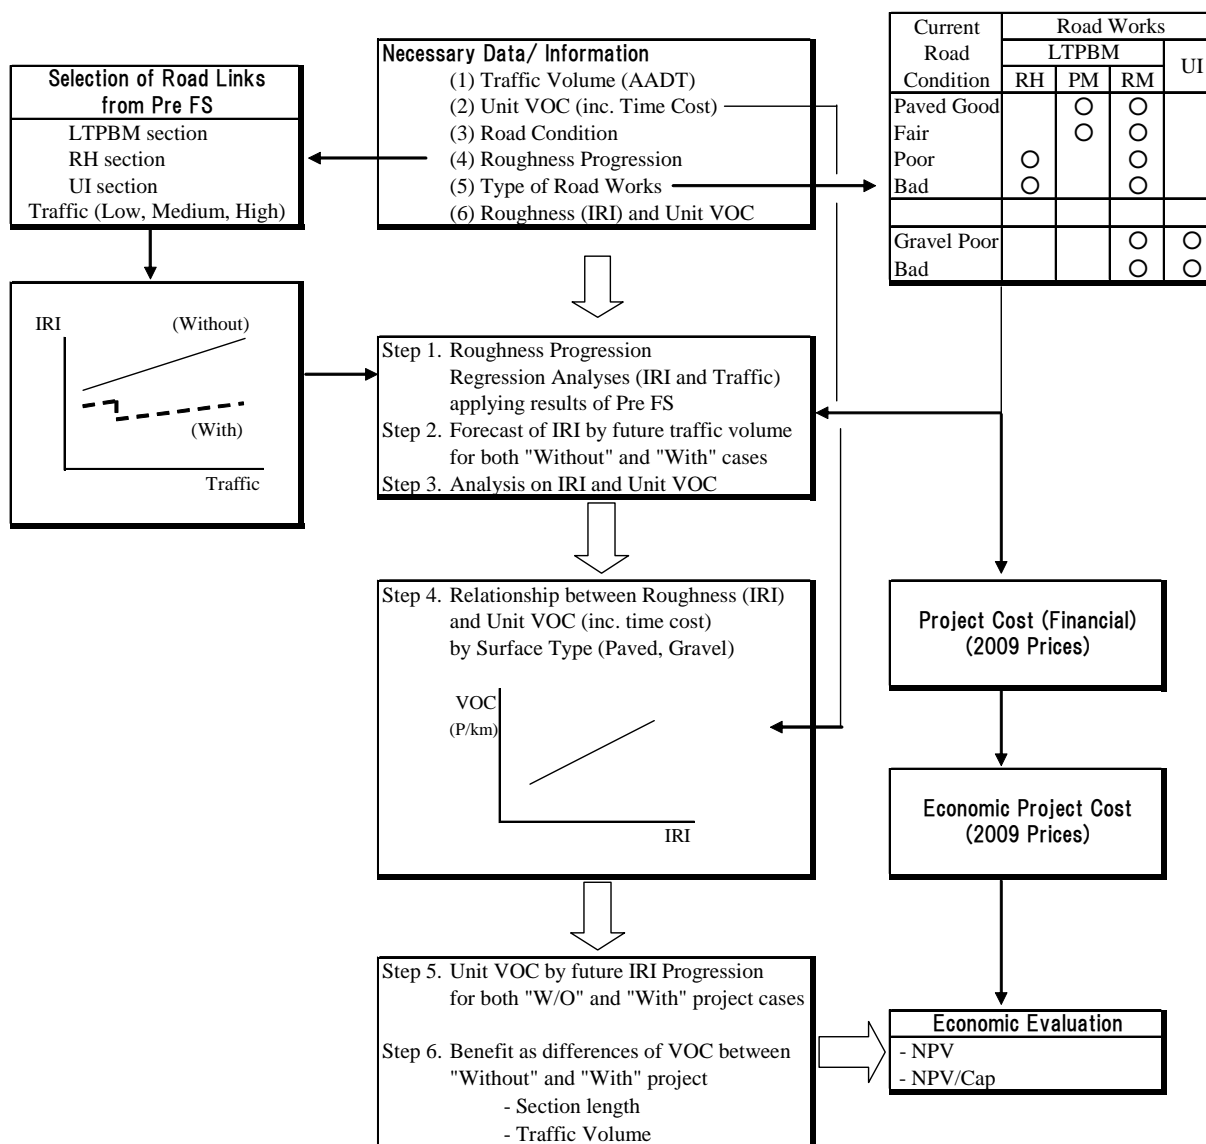 Selection of Road Links
from Pre FS
LTPBM section
RH section
UI section
Traffic (Low, Medium, High)
Necessary Data/ Information
(1) Traffic Volume (AADT)
(2) Unit VOC (inc. Time Cost)
(3) Road Condition
(4) Roughness Progression
(5) Type of Road Works
(6) Roughness (IRI) and Unit VOC
Current Road Condition
Road Works
LTPBM
UI
RH PM RM
Paved Good ○ ○
Fair ○ ○
Poor ○ ○
Bad ○ ○
Gravel Poor ○ ○
Bad ○ ○
IRI
(Without)
(With)
Traffic
Step 1. Roughness Progression
Regression Analyses (IRI and Traffic)
applying results of Pre FS
Step 2. Forecast of IRI by future traffic volume
for both "Without" and "With" cases
Step 3. Analysis on IRI and Unit VOC
Step 4. Relationship between Roughness (IRI)
and Unit VOC (inc. time cost)
by Surface Type (Paved, Gravel)
VOC
(P/km)
IRI
Project Cost (Financial)
(2009 Prices)
Economic Project Cost
(2009 Prices)
Step 5. Unit VOC by future IRI Progression
for both "W/O" and "With" project cases
Step 6. Benefit as differences of VOC between
"Without" and "With" project
- Section length
- Traffic Volume
Economic Evaluation
- NPV
- NPV/Cap